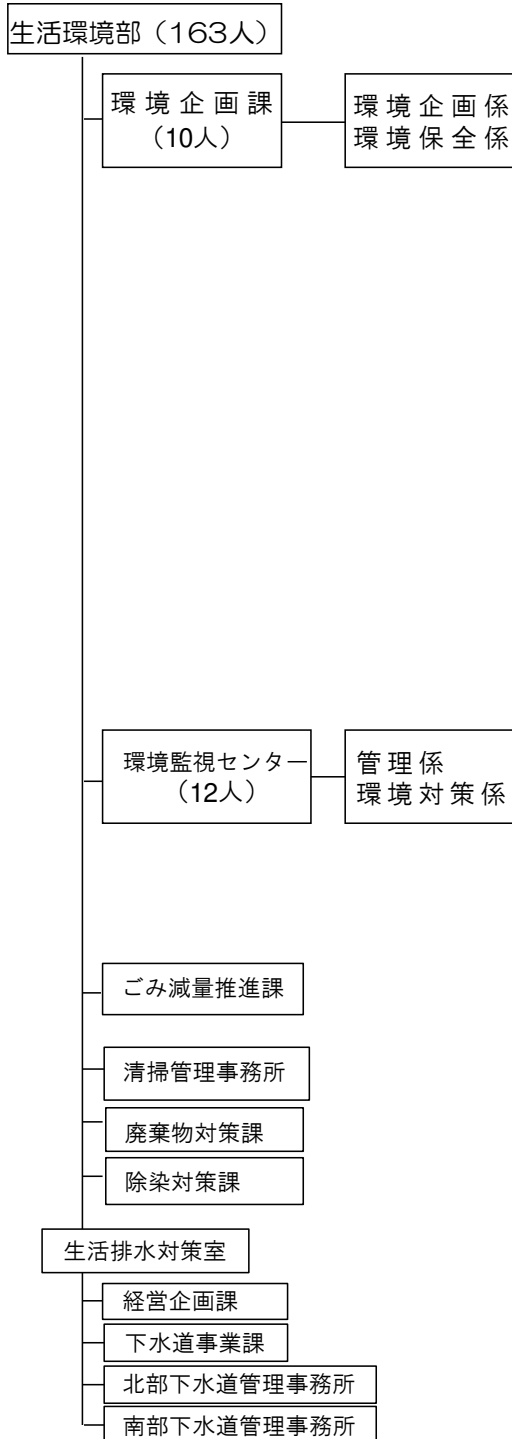 生活環境部（163人）
環境企画課
（10人）
環境企画係
環境保全係
環境監視センター
（12人）
管理係
環境対策係
ごみ減量推進課
清掃管理事務所
廃棄物対策課
除染対策課
生活排水対策室
経営企画課
下水道事業課
北部下水道管理事務所
南部下水道管理事務所